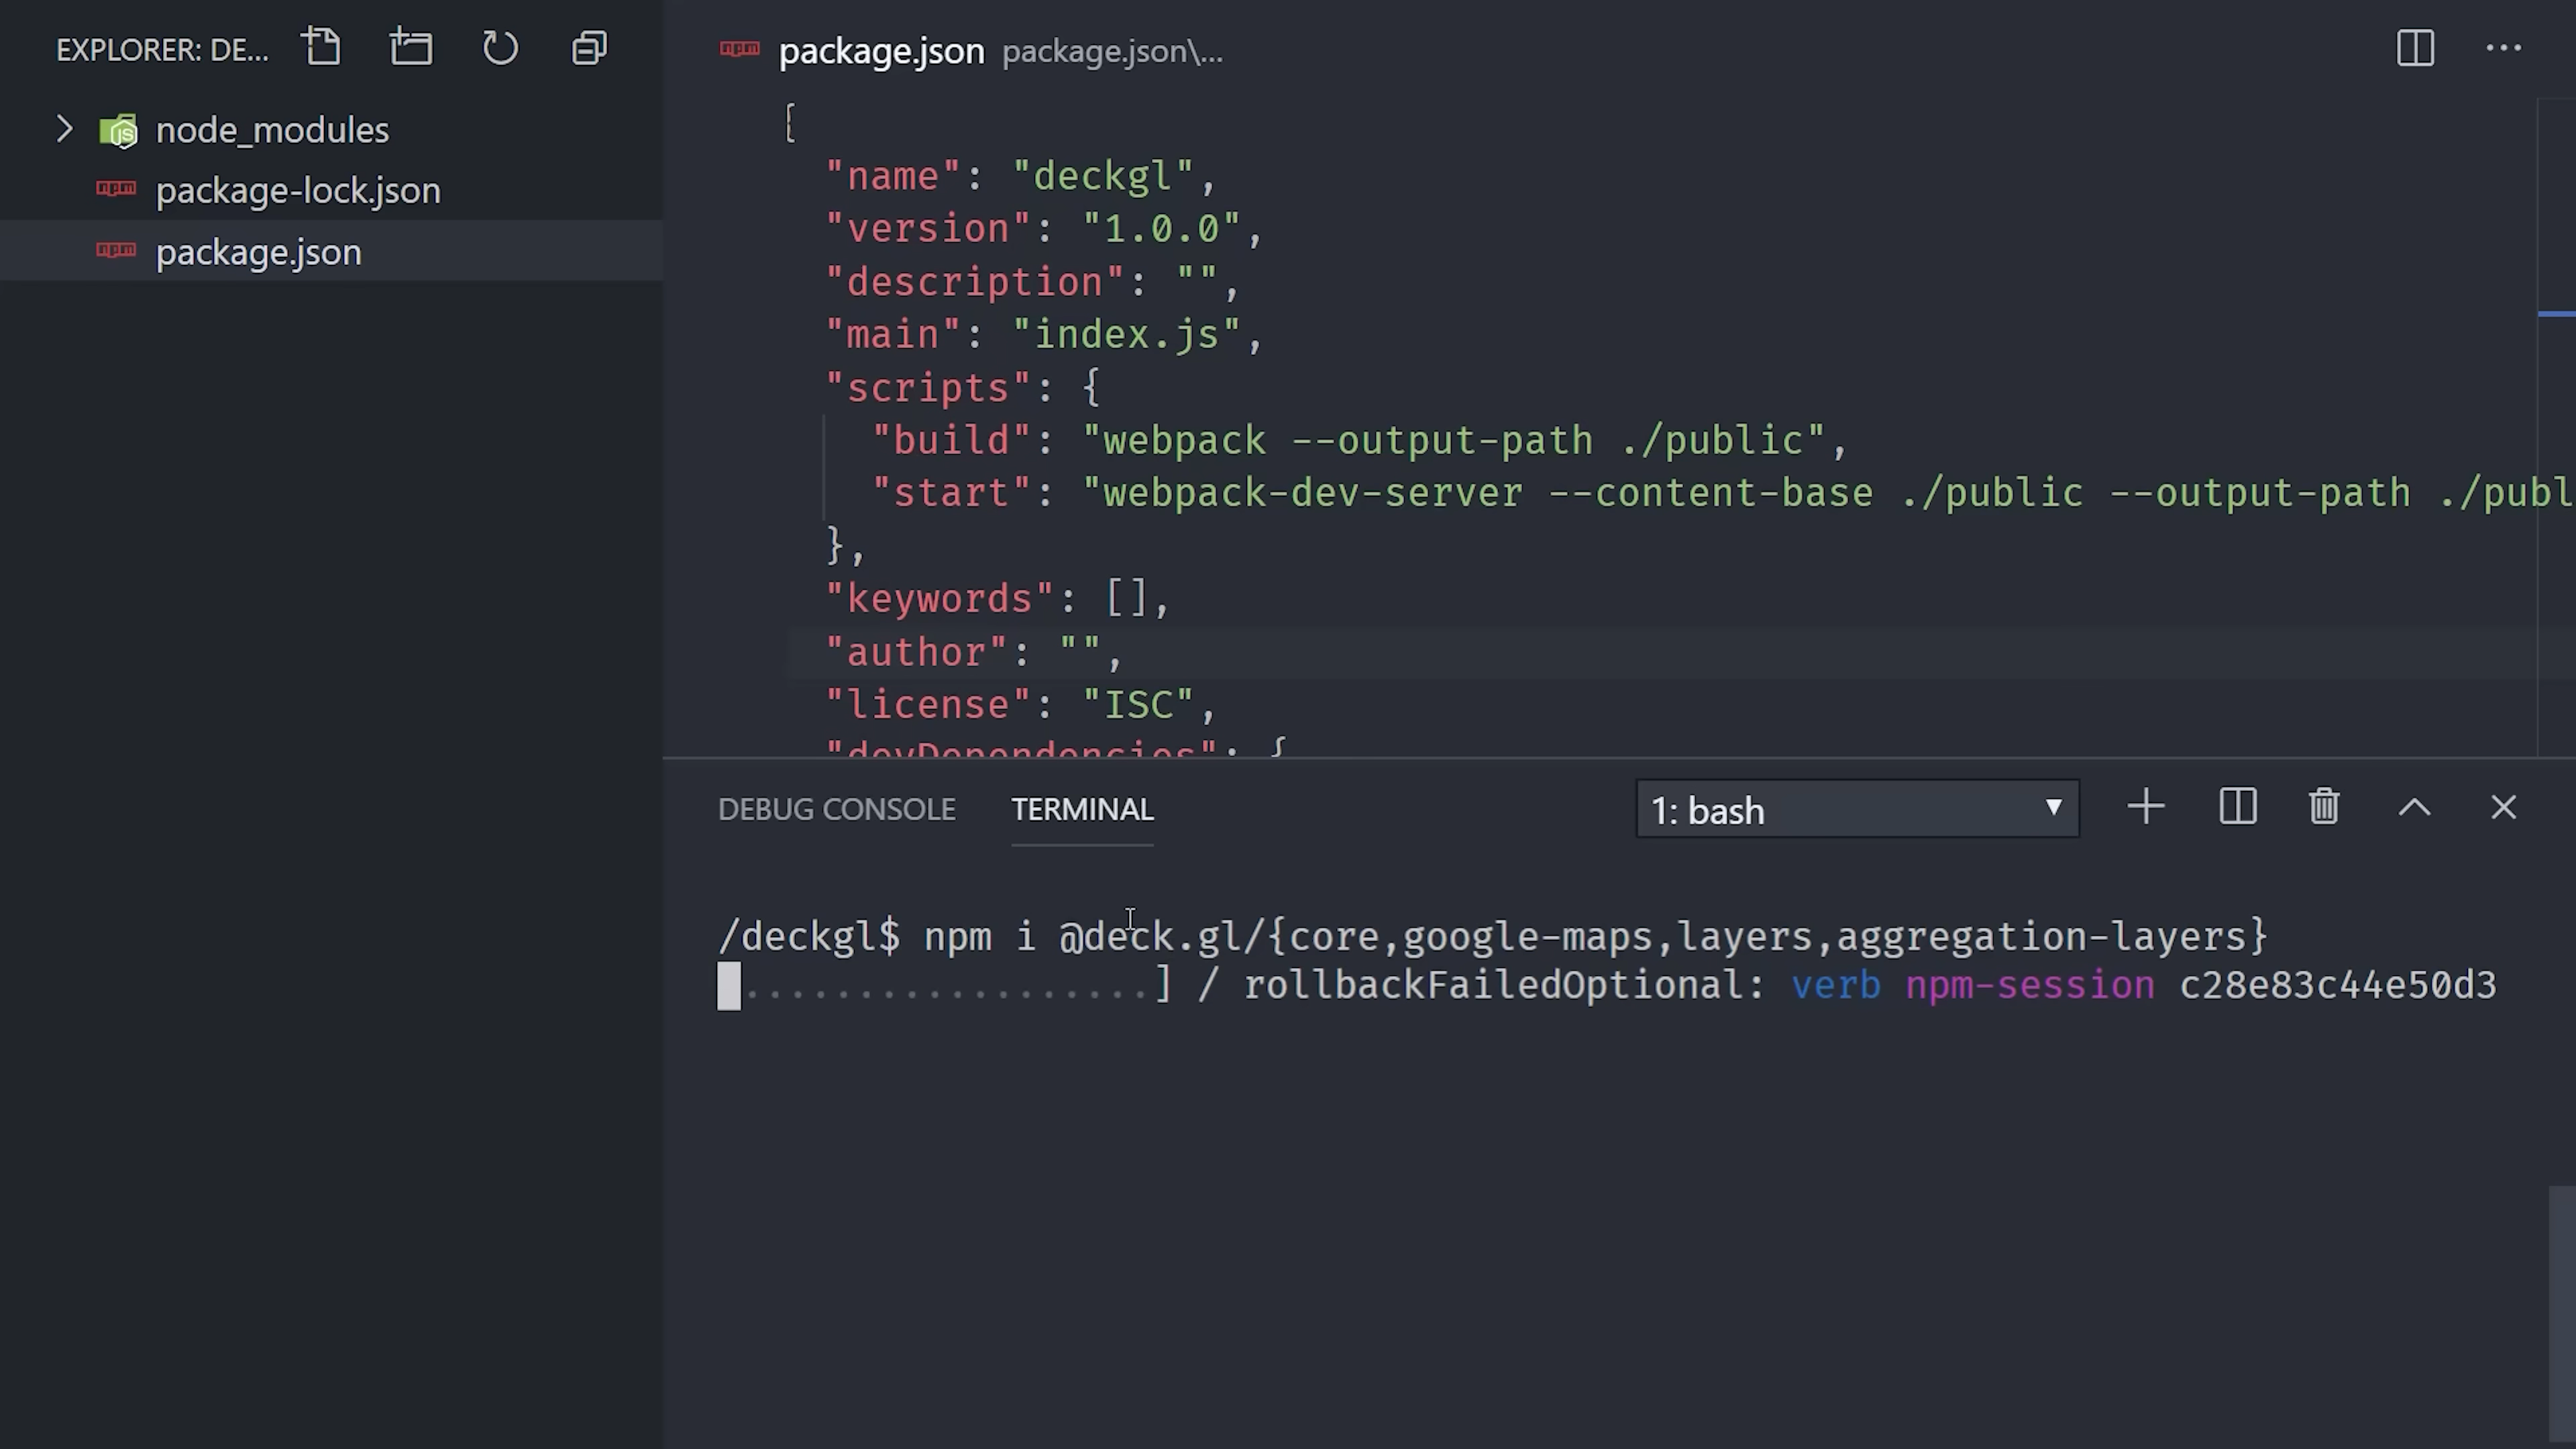 EXPLORER: DE...
node_modules
package-lock.json
package.json
package.json package.json\...
{
"name": "deckgl",
"version": "1.0.0",
"description": "",
"main": "index.js",
"scripts": {
"build": "webpack --output-path ./public",
"start": "webpack-dev-server --content-base ./public --output-path ./publ
},
"keywords": [],
"author": "",
"license": "ISC",
"devDependencies": {
DEBUG CONSOLE TERMINAL
1: bash
/deckgl$ npm i @deck.gl/{core,google-maps,layers,aggregation-layers}
..................] / rollbackFailedOptional: verb npm-session c28e83c44e50d3